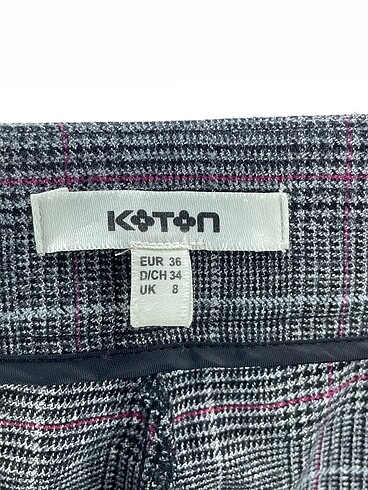 KOTON
EUR 36
D/CH 34
UK 8